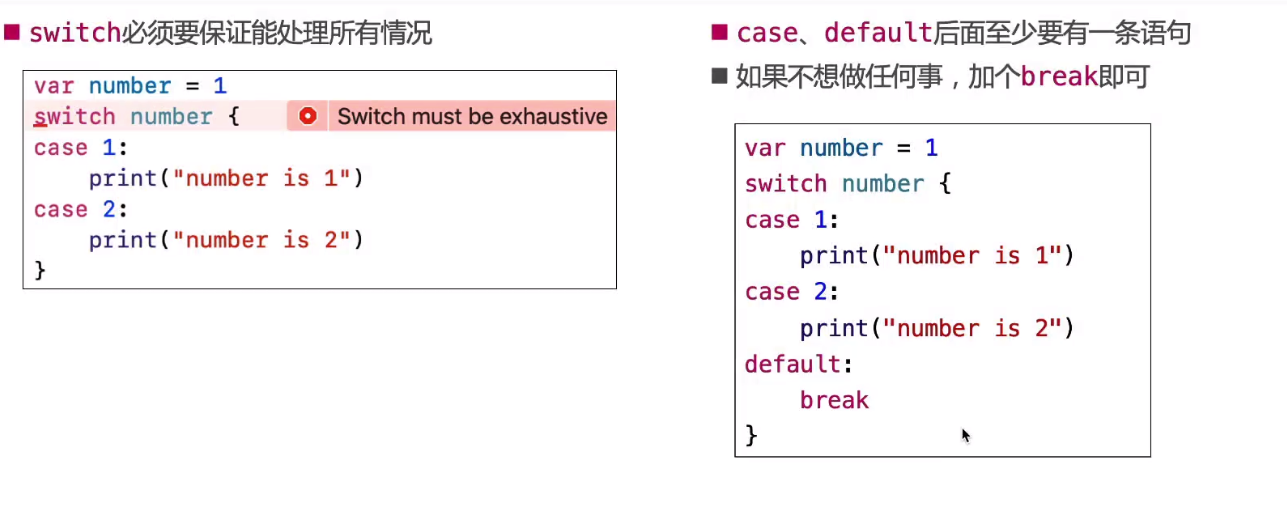 switch必须要保证能处理所有情况
var number = 1
switch number {
Switch must be exhaustive
case 1:
    print("number is 1")
case 2:
    print("number is 2")
}
case、default后面至少要有一条语句
如果不想做任何事，加个break即可
var number = 1
switch number {
case 1:
    print("number is 1")
case 2:
    print("number is 2")
default:
    break
}